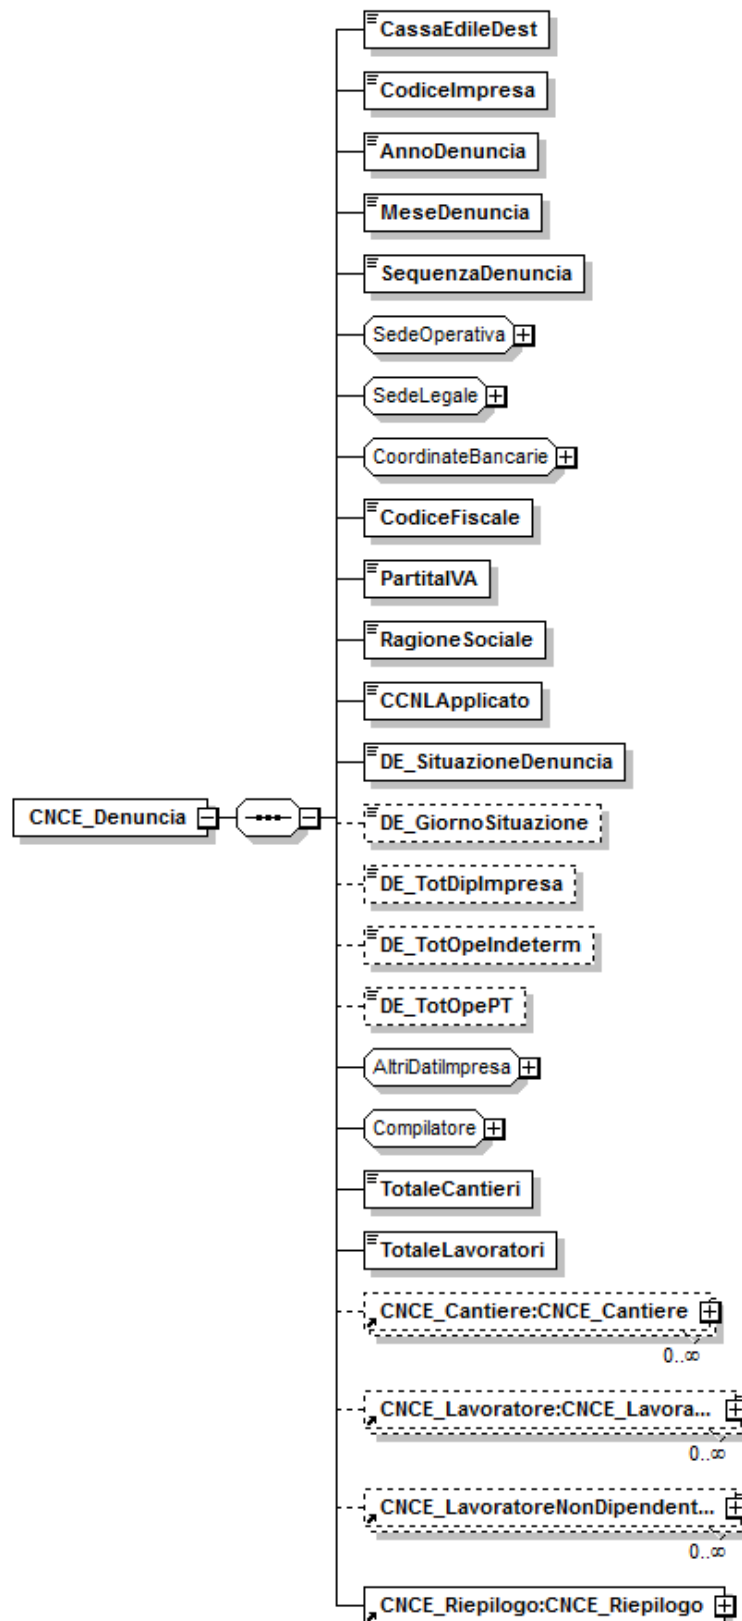 CassaEdileDest
CodiceImpresa
AnnoDenuncia
MeseDenuncia
SequenzaDenuncia
SedeOperativa
SedeLegale
CoordinateBancarie
CodiceFiscale
PartitaIVA
RagioneSociale
CCNLApplicato
DE_SituazioneDenuncia
CNCE_Denuncia
DE_GiornoSituazione
DE_TotDipImpresa
DE_TotOpeIndeterm
DE_TotOpePT
AltriDatiImpresa
Compilatore
TotaleCantieri
TotaleLavoratori
CNCE_Cantiere:CNCE_Cantiere
0..∞
CNCE_Lavoratore:CNCE_Lavora...
0..∞
CNCE_LavoratoreNonDipendent...
0..∞
CNCE_Riepilogo:CNCE_Riepilogo